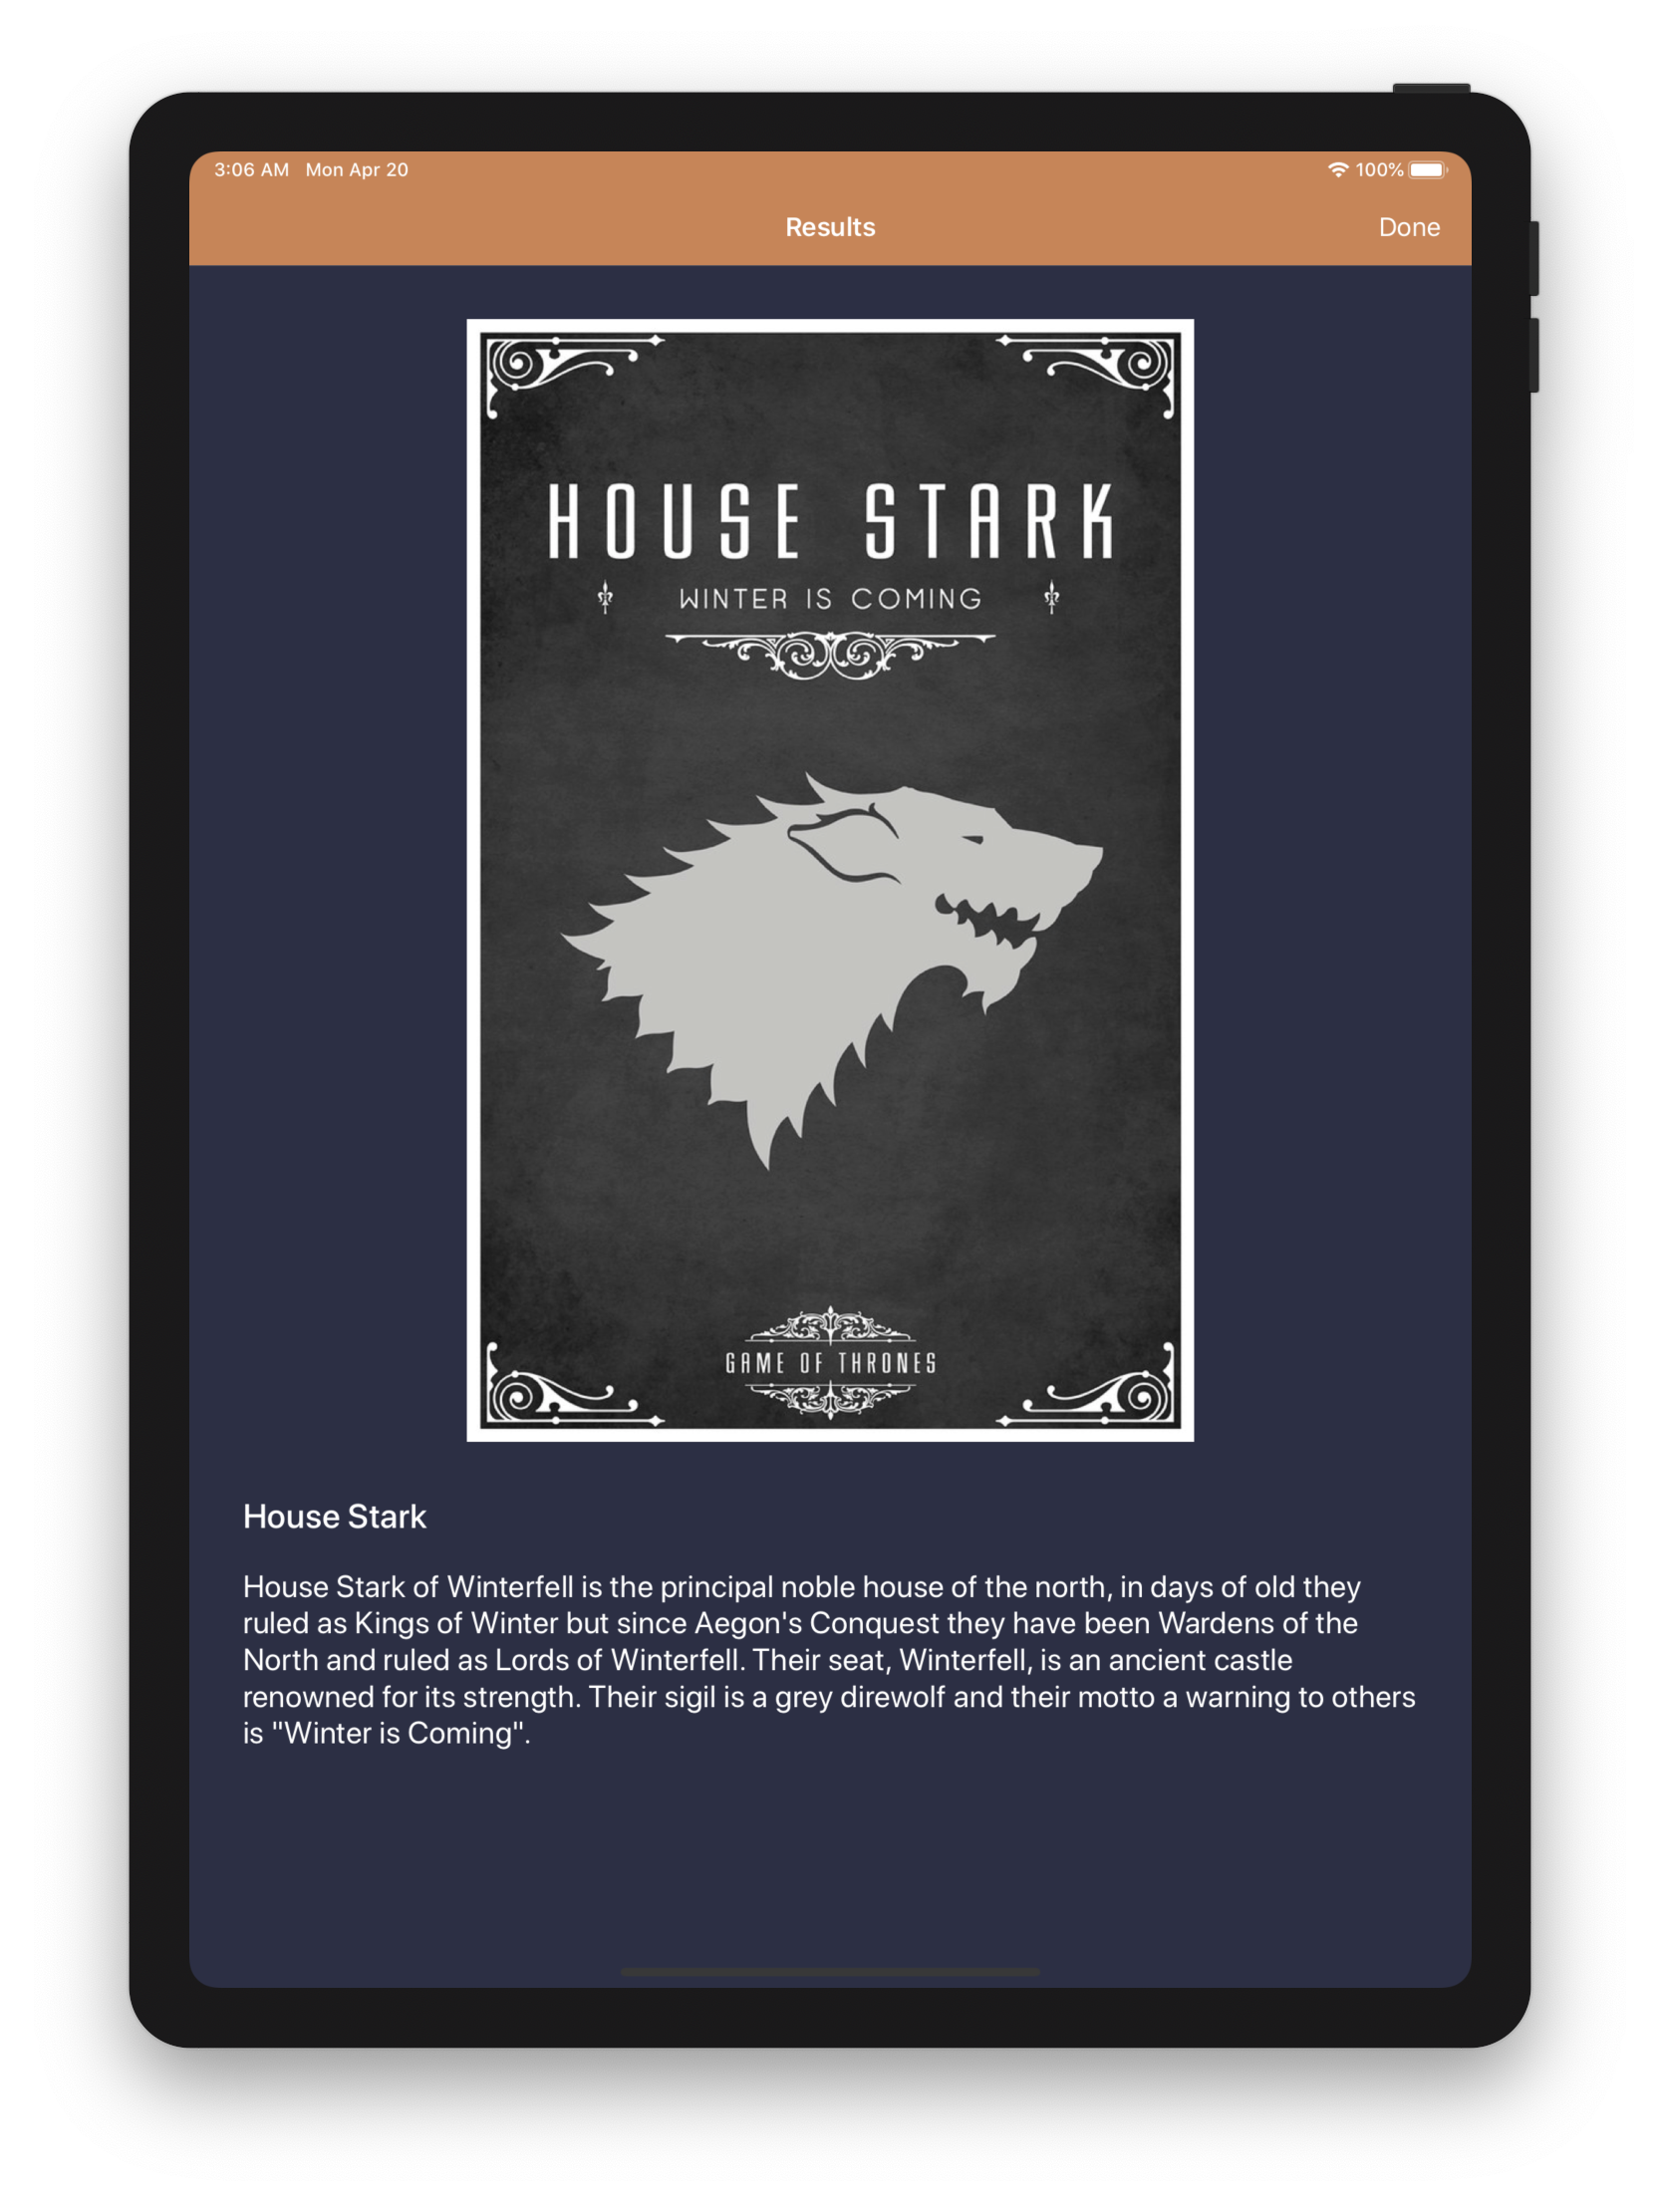 3:06 AM Mon Apr 20 100%
Results Done
HOUSE STARK
WINTER IS COMING
GAME OF THRONES
House Stark
House Stark of Winterfell is the principal noble house of the north, in days of old they
ruled as Kings of Winter but since Aegon's Conquest they have been Wardens of the
North and ruled as Lords of Winterfell. Their seat, Winterfell, is an ancient castle
renowned for its strength. Their sigil is a grey direwolf and their motto a warning to others
is "Winter is Coming".